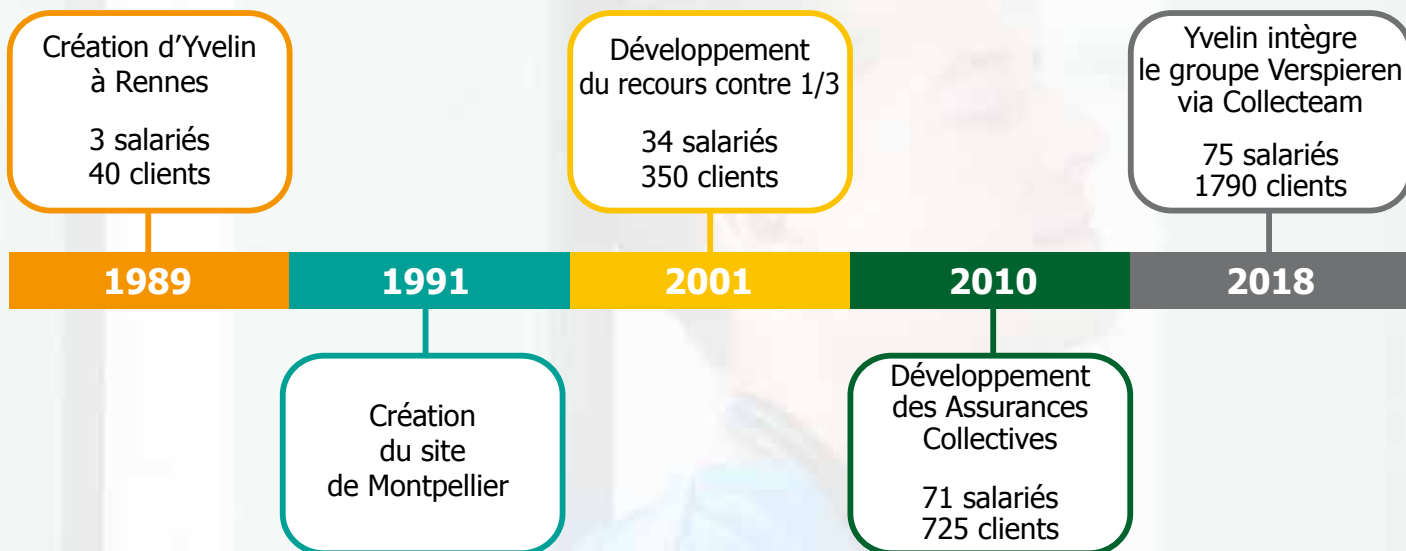 Création d'Yvelin
à Rennes
3 salariés
40 clients
Développement
du recours contre 1/3
34 salariés
350 clients
Yvelin intègre
le groupe Verspieren
via Collecteam
75 salariés
1790 clients
1989
1991
2001
2010
2018
Création
du site
de Montpellier
Développement
des Assurances
Collectives
71 salariés
725 clients